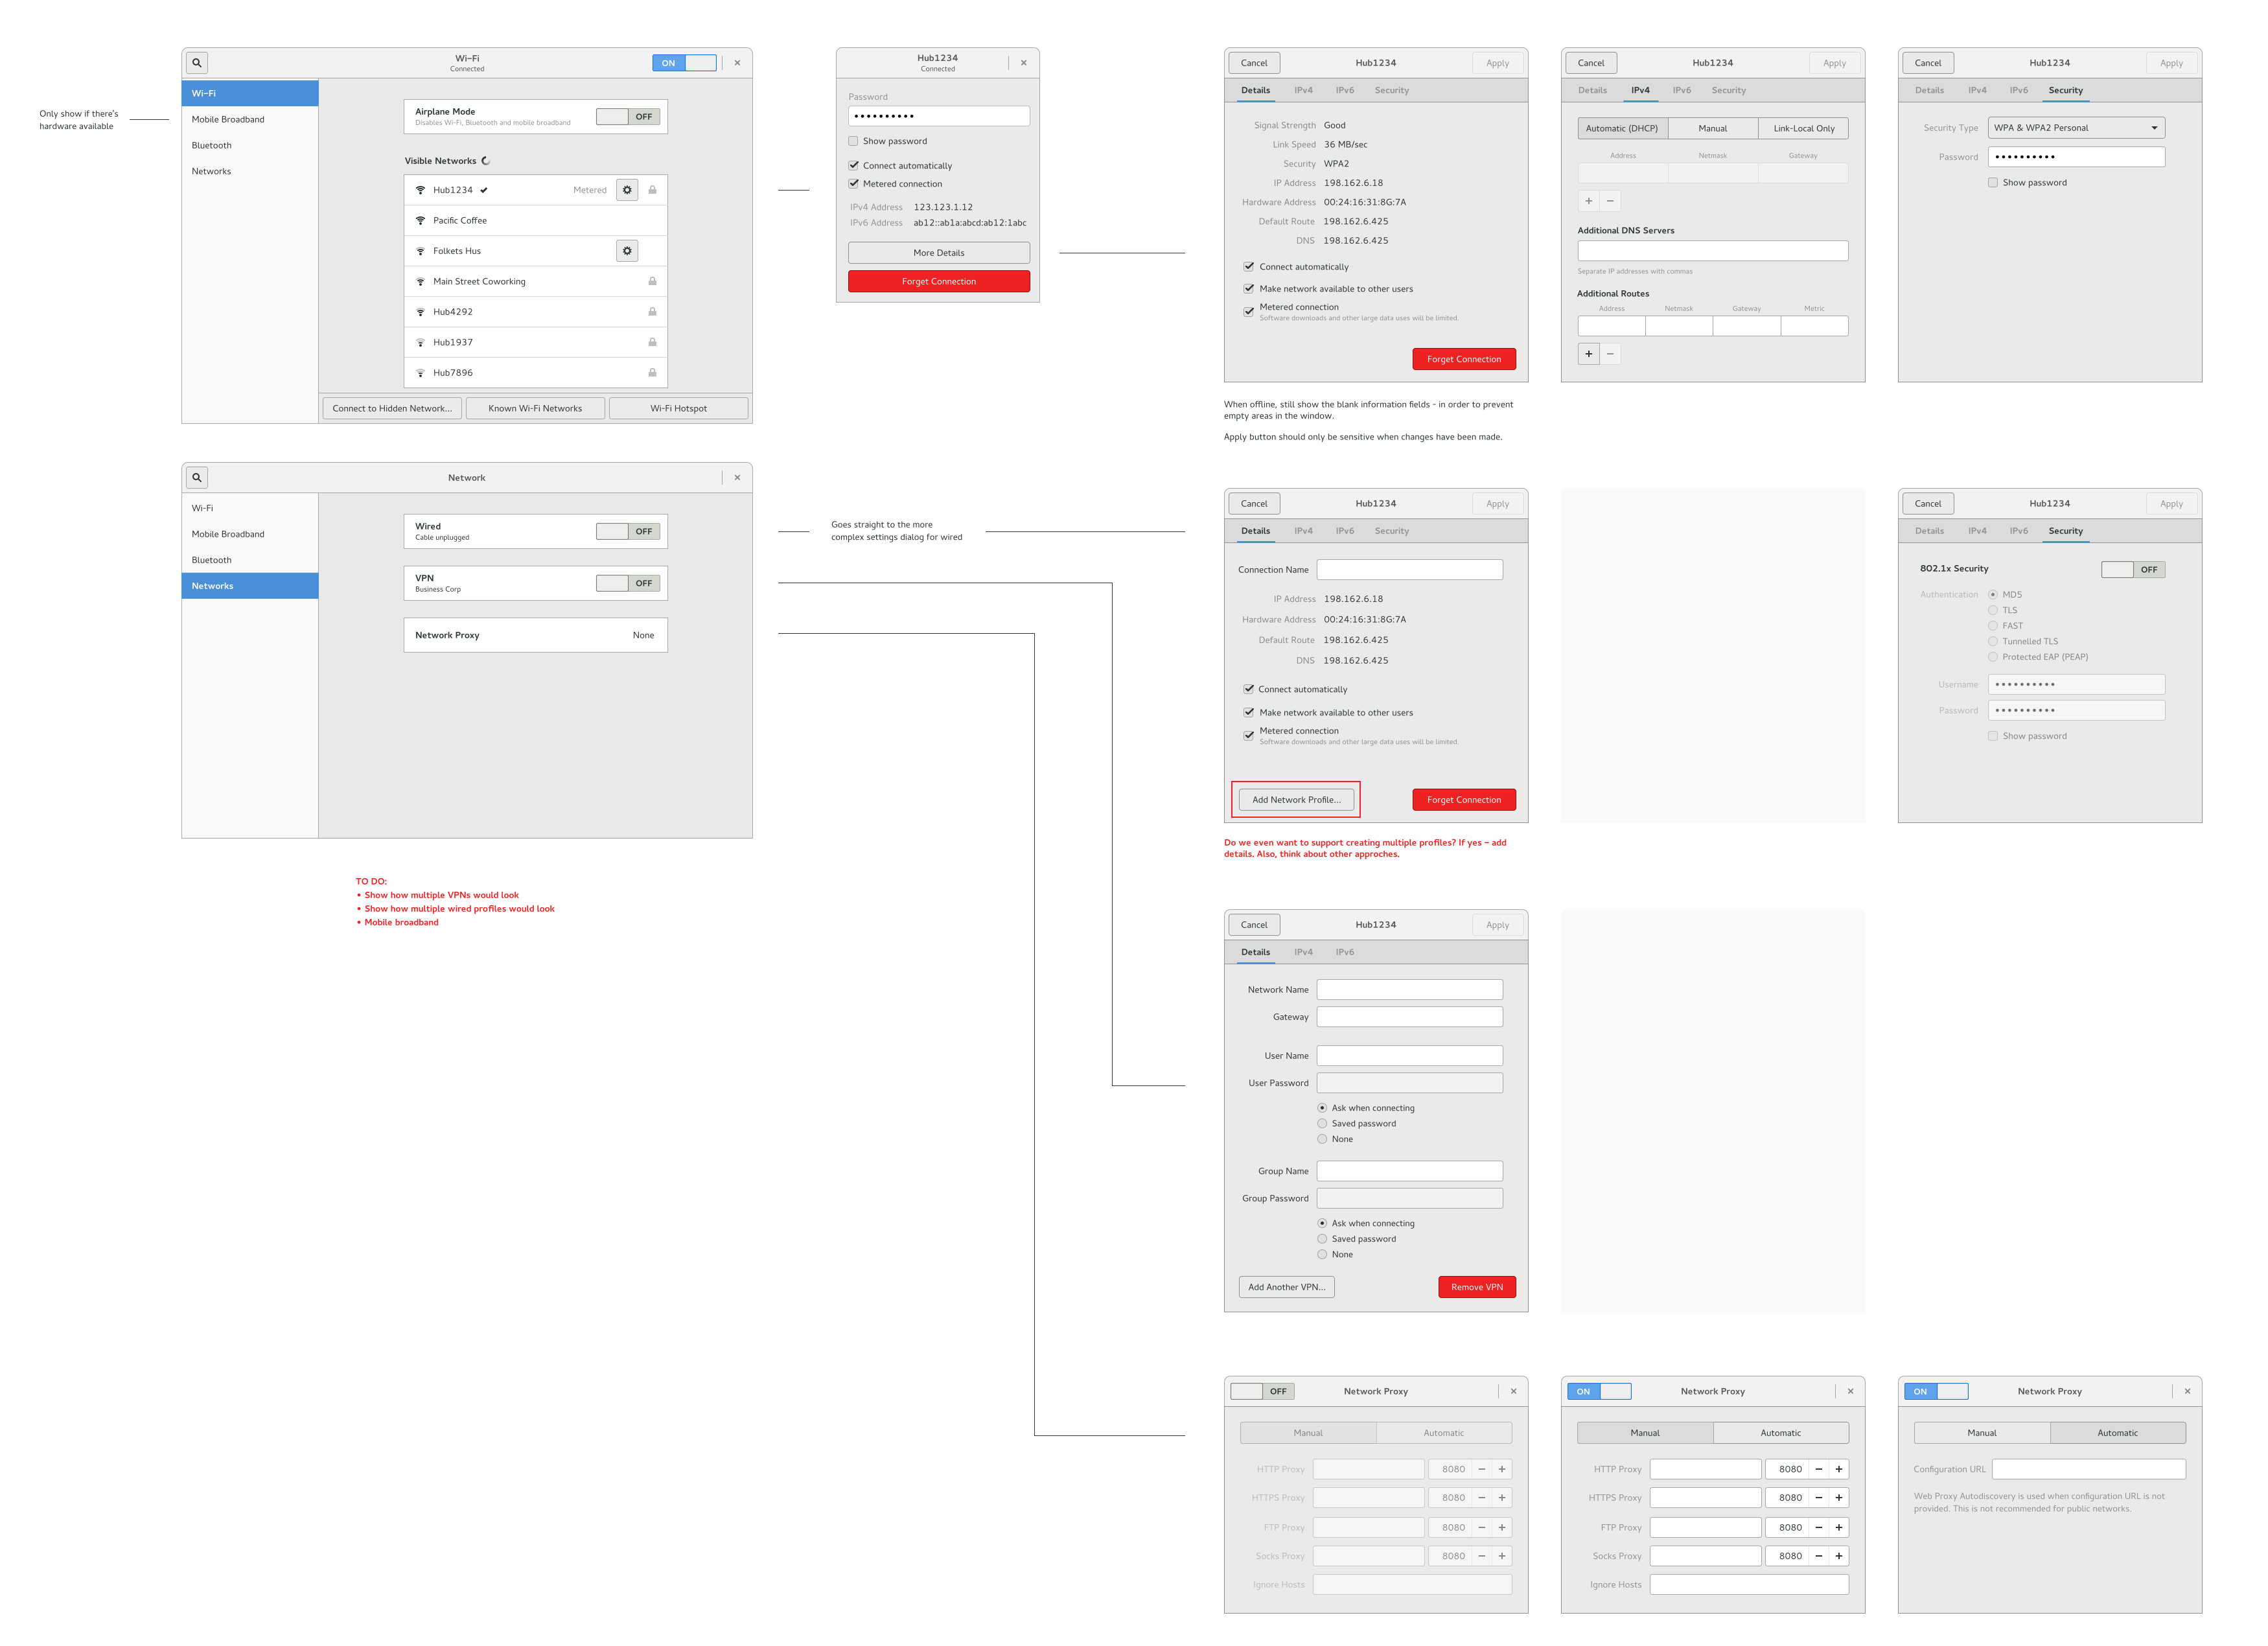 Only show if there's
hardware available
Wi-Fi
Connected
ON
Wi-Fi
Mobile Broadband
Bluetooth
Networks
Airplane Mode
Disables Wi-Fi, Bluetooth and mobile broadband
OFF
Visible Networks
Hub1234
Metered
Pacific Coffee
Folkets Hus
Main Street Coworking
Hub4292
Hub1937
Hub7896
Connect to Hidden Network...
Known Wi-Fi Networks
Wi-Fi Hotspot
Hub1234
Connected
Password
Show password
Connect automatically
Metered connection
IPv4 Address 123.123.1.12
IPv6 Address ab12::ab1a:abcd:ab12:1abc
More Details
Forget Connection
Cancel Hub1234 Apply
Details IPv4 IPv6 Security
Signal Strength Good
Link Speed 36 MB/sec
Security WPA2
IP Address 198.162.6.18
Hardware Address 00:24:16:31:8G:7A
Default Route 198.162.6.425
DNS 198.162.6.425
Connect automatically
Make network available to other users
Metered connection
Software downloads and other large data uses will be limited.
Forget Connection
When offline, still show the blank information fields - in order to prevent
empty areas in the window.
Apply button should only be sensitive when changes have been made.
Cancel Hub1234 Apply
Details IPv4 IPv6 Security
Automatic (DHCP) Manual Link-Local Only
Address Netmask Gateway
+ −
Additional DNS Servers
Separate IP addresses with commas
Additional Routes
Address Netmask Gateway Metric
+ −
Cancel Hub1234 Apply
Details IPv4 IPv6 Security
Security Type WPA & WPA2 Personal
Password
Show password
Network
Wi-Fi
Mobile Broadband
Bluetooth
Networks
Wired
Cable unplugged
OFF
VPN
Business Corp
OFF
Network Proxy None
TO DO:
• Show how multiple VPNs would look
• Show how multiple wired profiles would look
• Mobile broadband
Goes straight to the more
complex settings dialog for wired
Cancel Hub1234 Apply
Details IPv4 IPv6 Security
Connection Name
IP Address 198.162.6.18
Hardware Address 00:24:16:31:8G:7A
Default Route 198.162.6.425
DNS 198.162.6.425
Connect automatically
Make network available to other users
Metered connection
Software downloads and other large data uses will be limited.
Add Network Profile... Forget Connection
Do we even want to support creating multiple profiles? If yes – add
details. Also, think about other approches.
Cancel Hub1234 Apply
Details IPv4 IPv6 Security
802.1x Security OFF
Authentication MD5
TLS
FAST
Tunnelled TLS
Protected EAP (PEAP)
Username
Password
Show password
Cancel Hub1234 Apply
Details IPv4 IPv6
Network Name
Gateway
User Name
User Password
Ask when connecting
Saved password
None
Group Name
Group Password
Ask when connecting
Saved password
None
Add Another VPN... Remove VPN
OFF Network Proxy
Manual Automatic
HTTP Proxy 8080 − +
HTTPS Proxy 8080 − +
FTP Proxy 8080 − +
Socks Proxy 8080 − +
Ignore Hosts
ON Network Proxy
Manual Automatic
HTTP Proxy 8080 − +
HTTPS Proxy 8080 − +
FTP Proxy 8080 − +
Socks Proxy 8080 − +
Ignore Hosts
ON Network Proxy
Manual Automatic
Configuration URL
Web Proxy Autodiscovery is used when configuration URL is not
provided. This is not recommended for public networks.